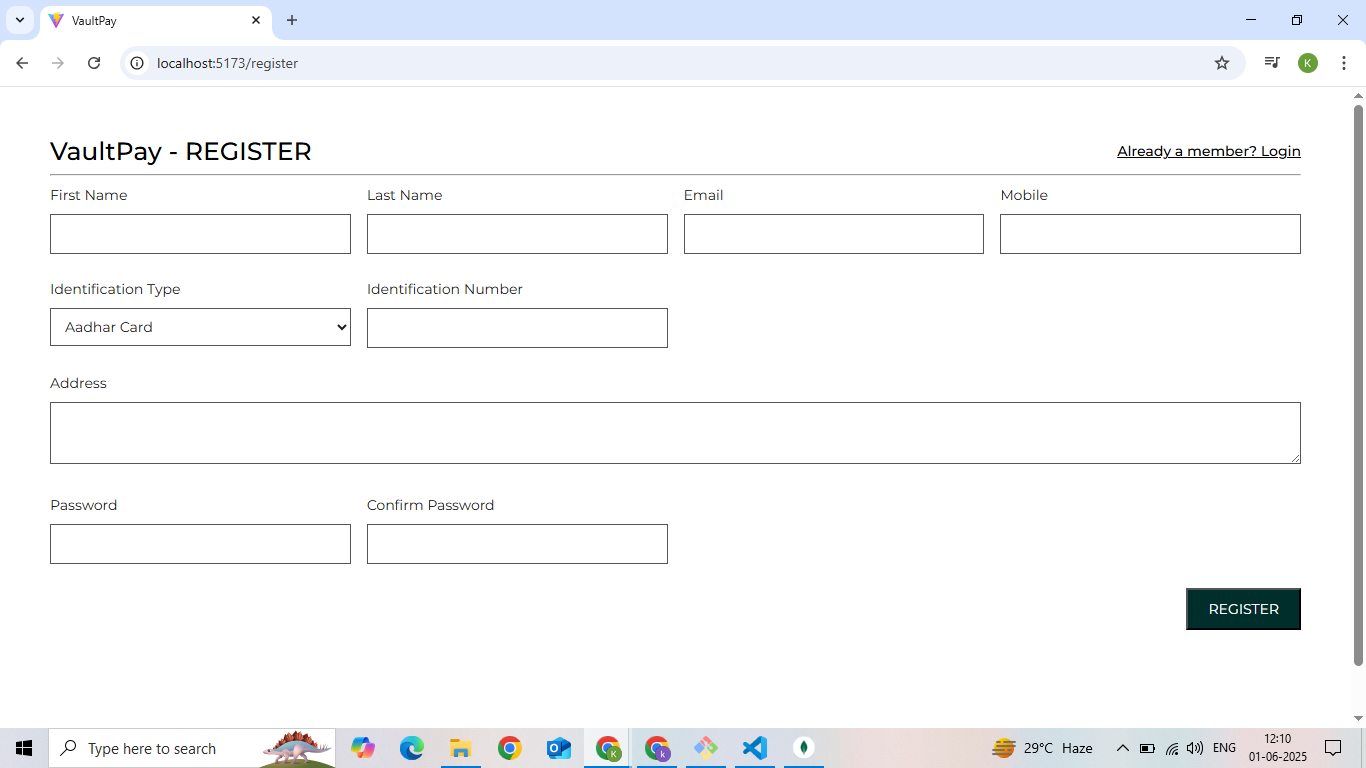 VaultPay
localhost:5173/register
K
VaultPay - REGISTER
Already a member? Login
First Name Last Name Email Mobile
Identification Type Identification Number
Aadhar Card
Address
Password Confirm Password
REGISTER
Type here to search
K
k
29°C Haze
ENG
12:10
01-06-2025